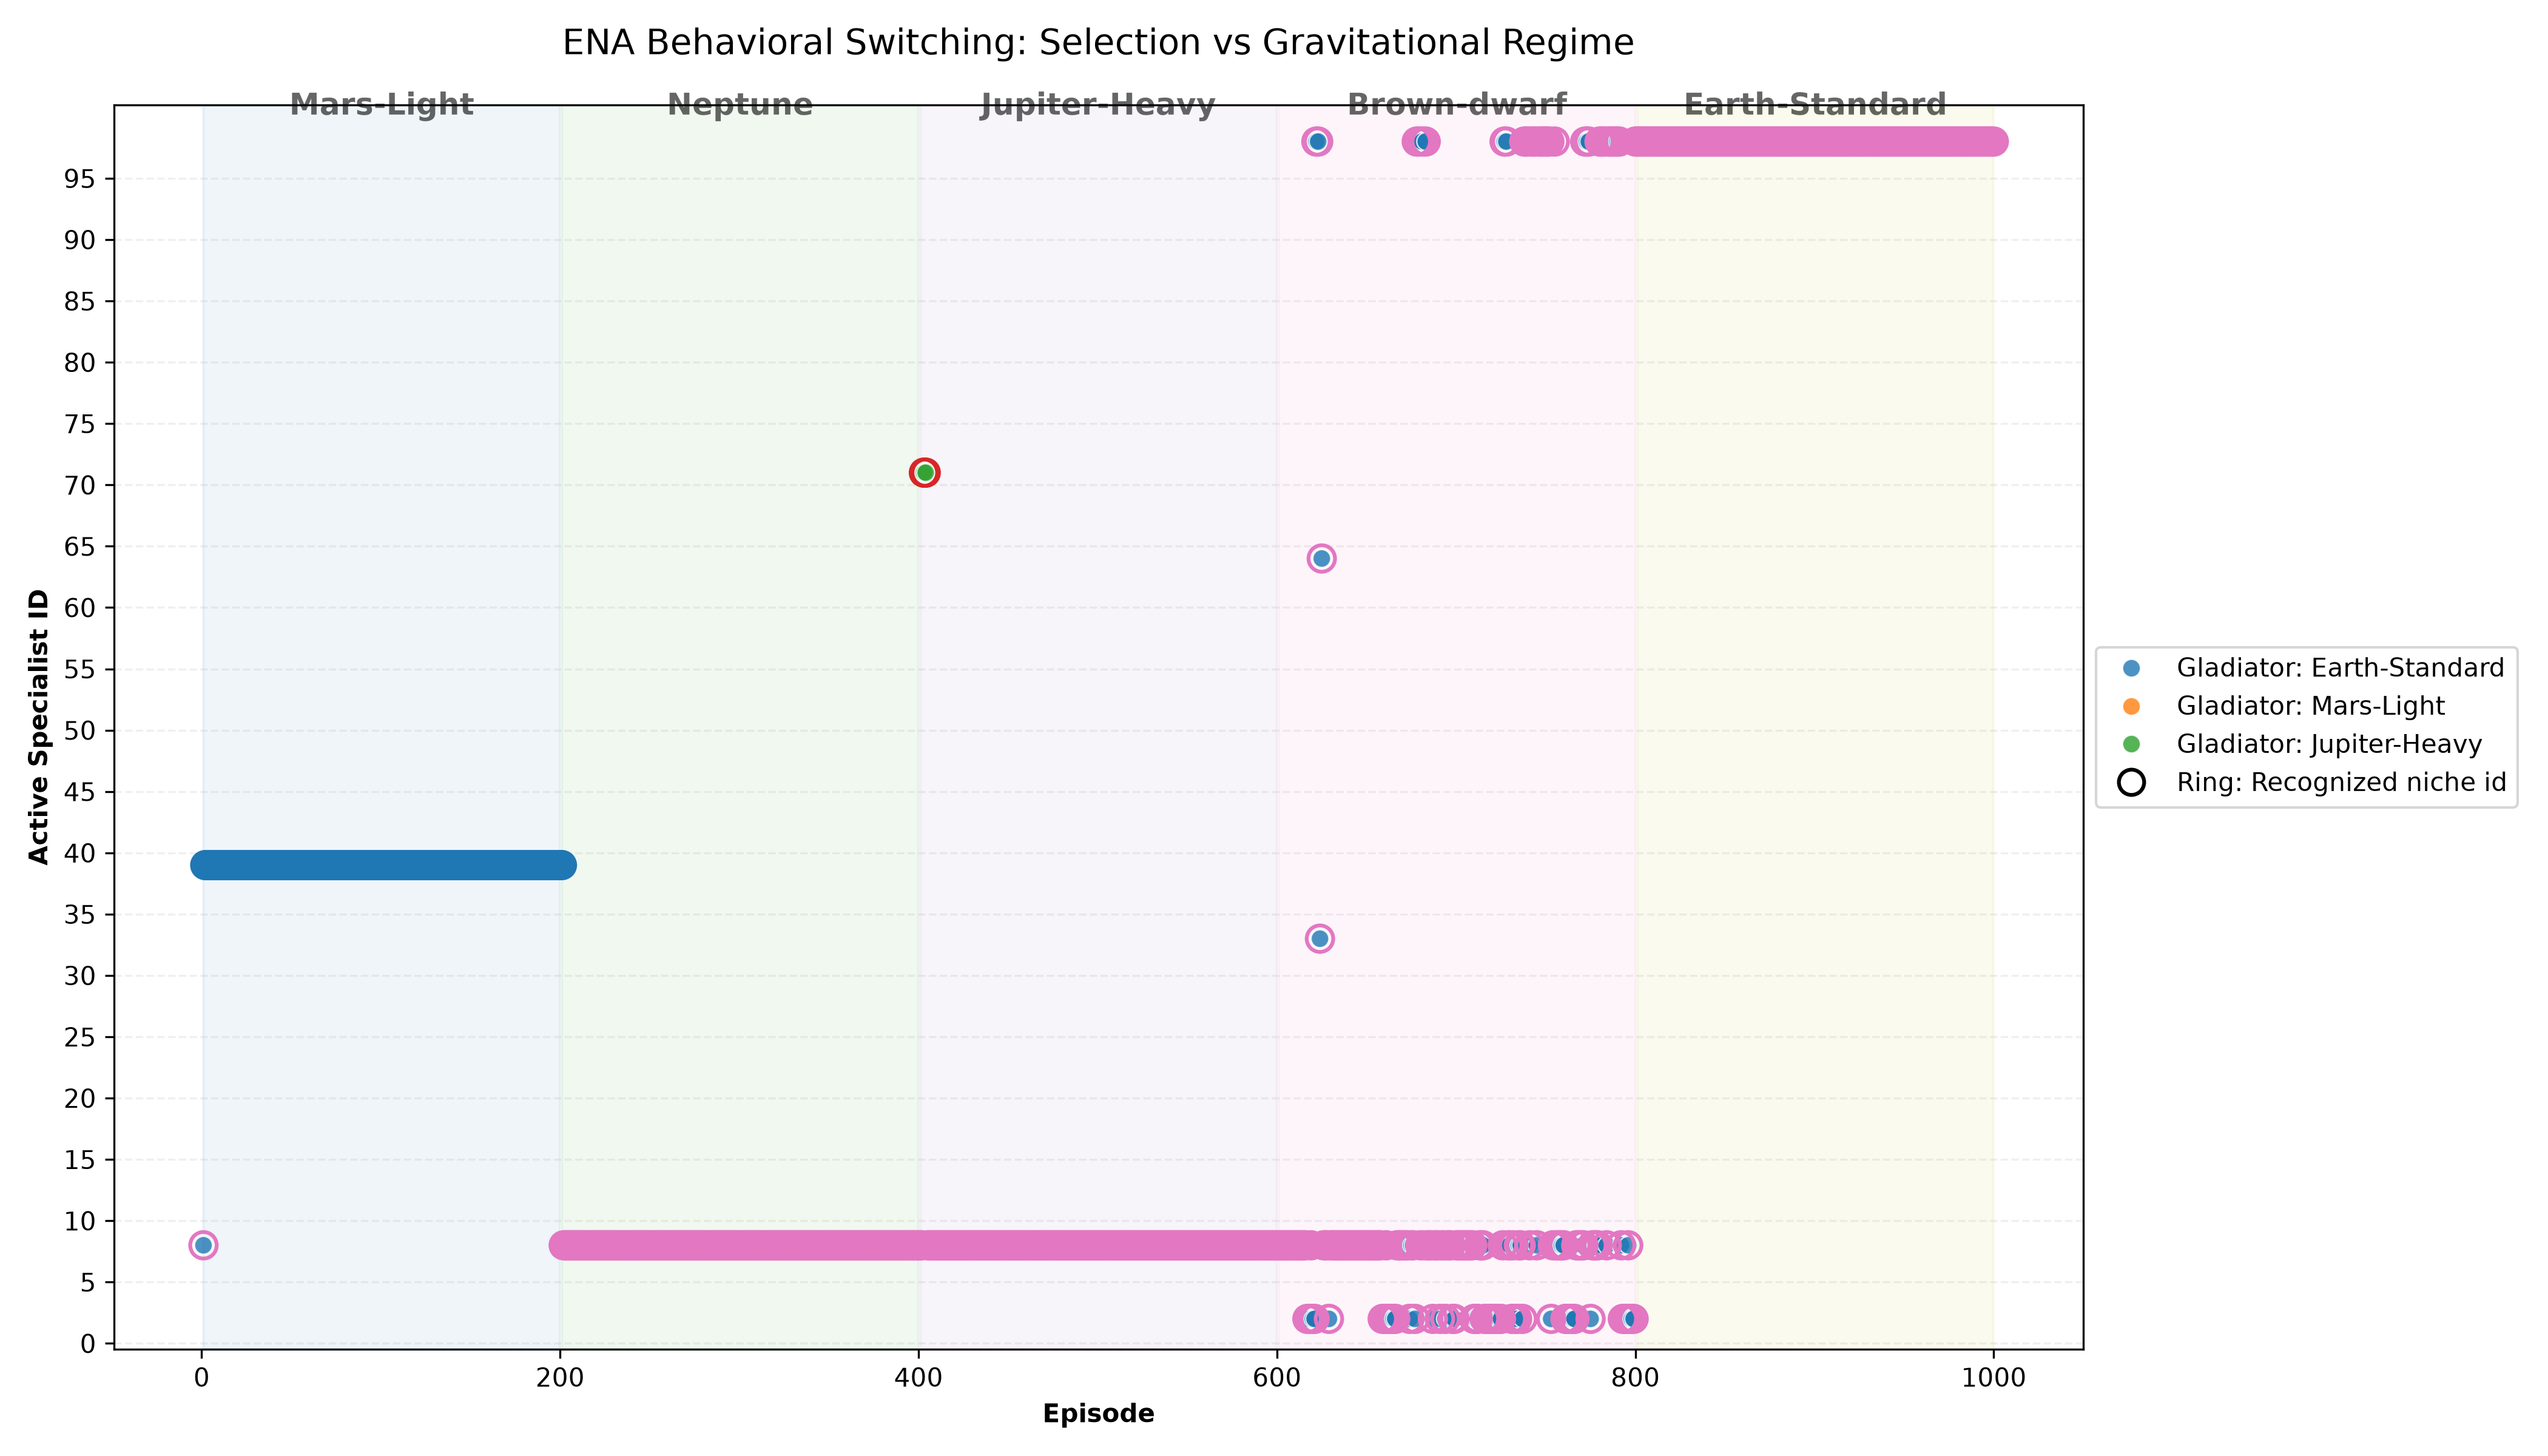 ENA Behavioral Switching: Selection vs Gravitational Regime
Mars-Light Neptune Jupiter-Heavy Brown-dwarf Earth-Standard
95
90
85
80
75
70
65
60
55
50
45
40
35
30
25
20
15
10
5
0
Active Specialist ID
0 200 400 600 800 1000
Episode
Gladiator: Earth-Standard
Gladiator: Mars-Light
Gladiator: Jupiter-Heavy
Ring: Recognized niche id